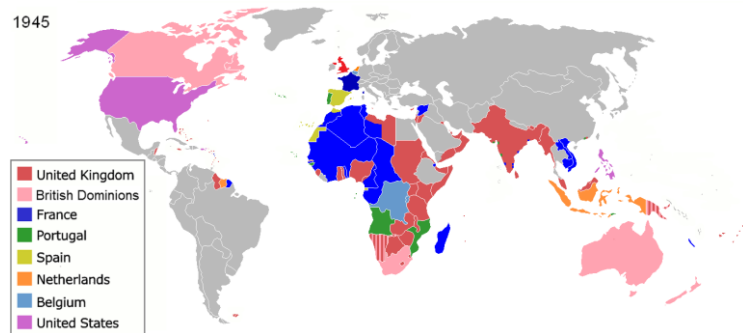 1945
United Kingdom
British Dominions
France
Portugal
Spain
Netherlands
Belgium
United States